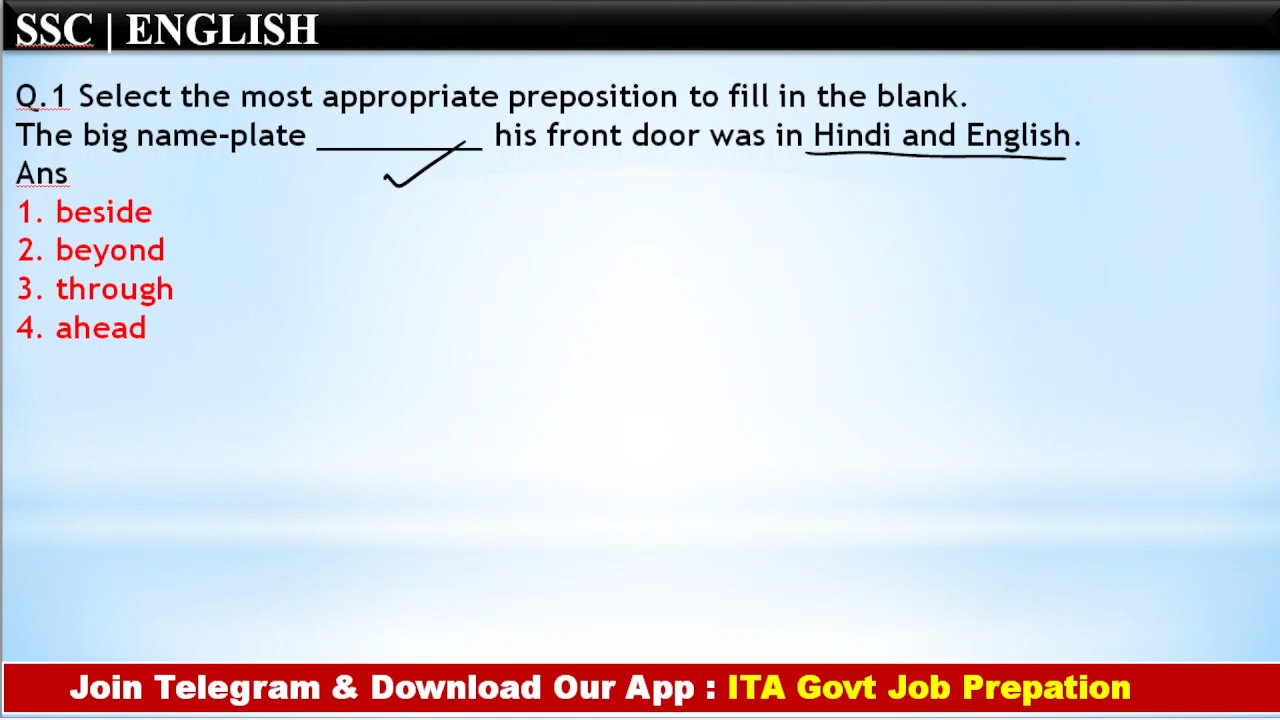 SSC | ENGLISH
Q.1 Select the most appropriate preposition to fill in the blank.
The big name-plate __________ his front door was in Hindi and English.
Ans
1. beside
2. beyond
3. through
4. ahead
Join Telegram & Download Our App : ITA Govt Job Prepation